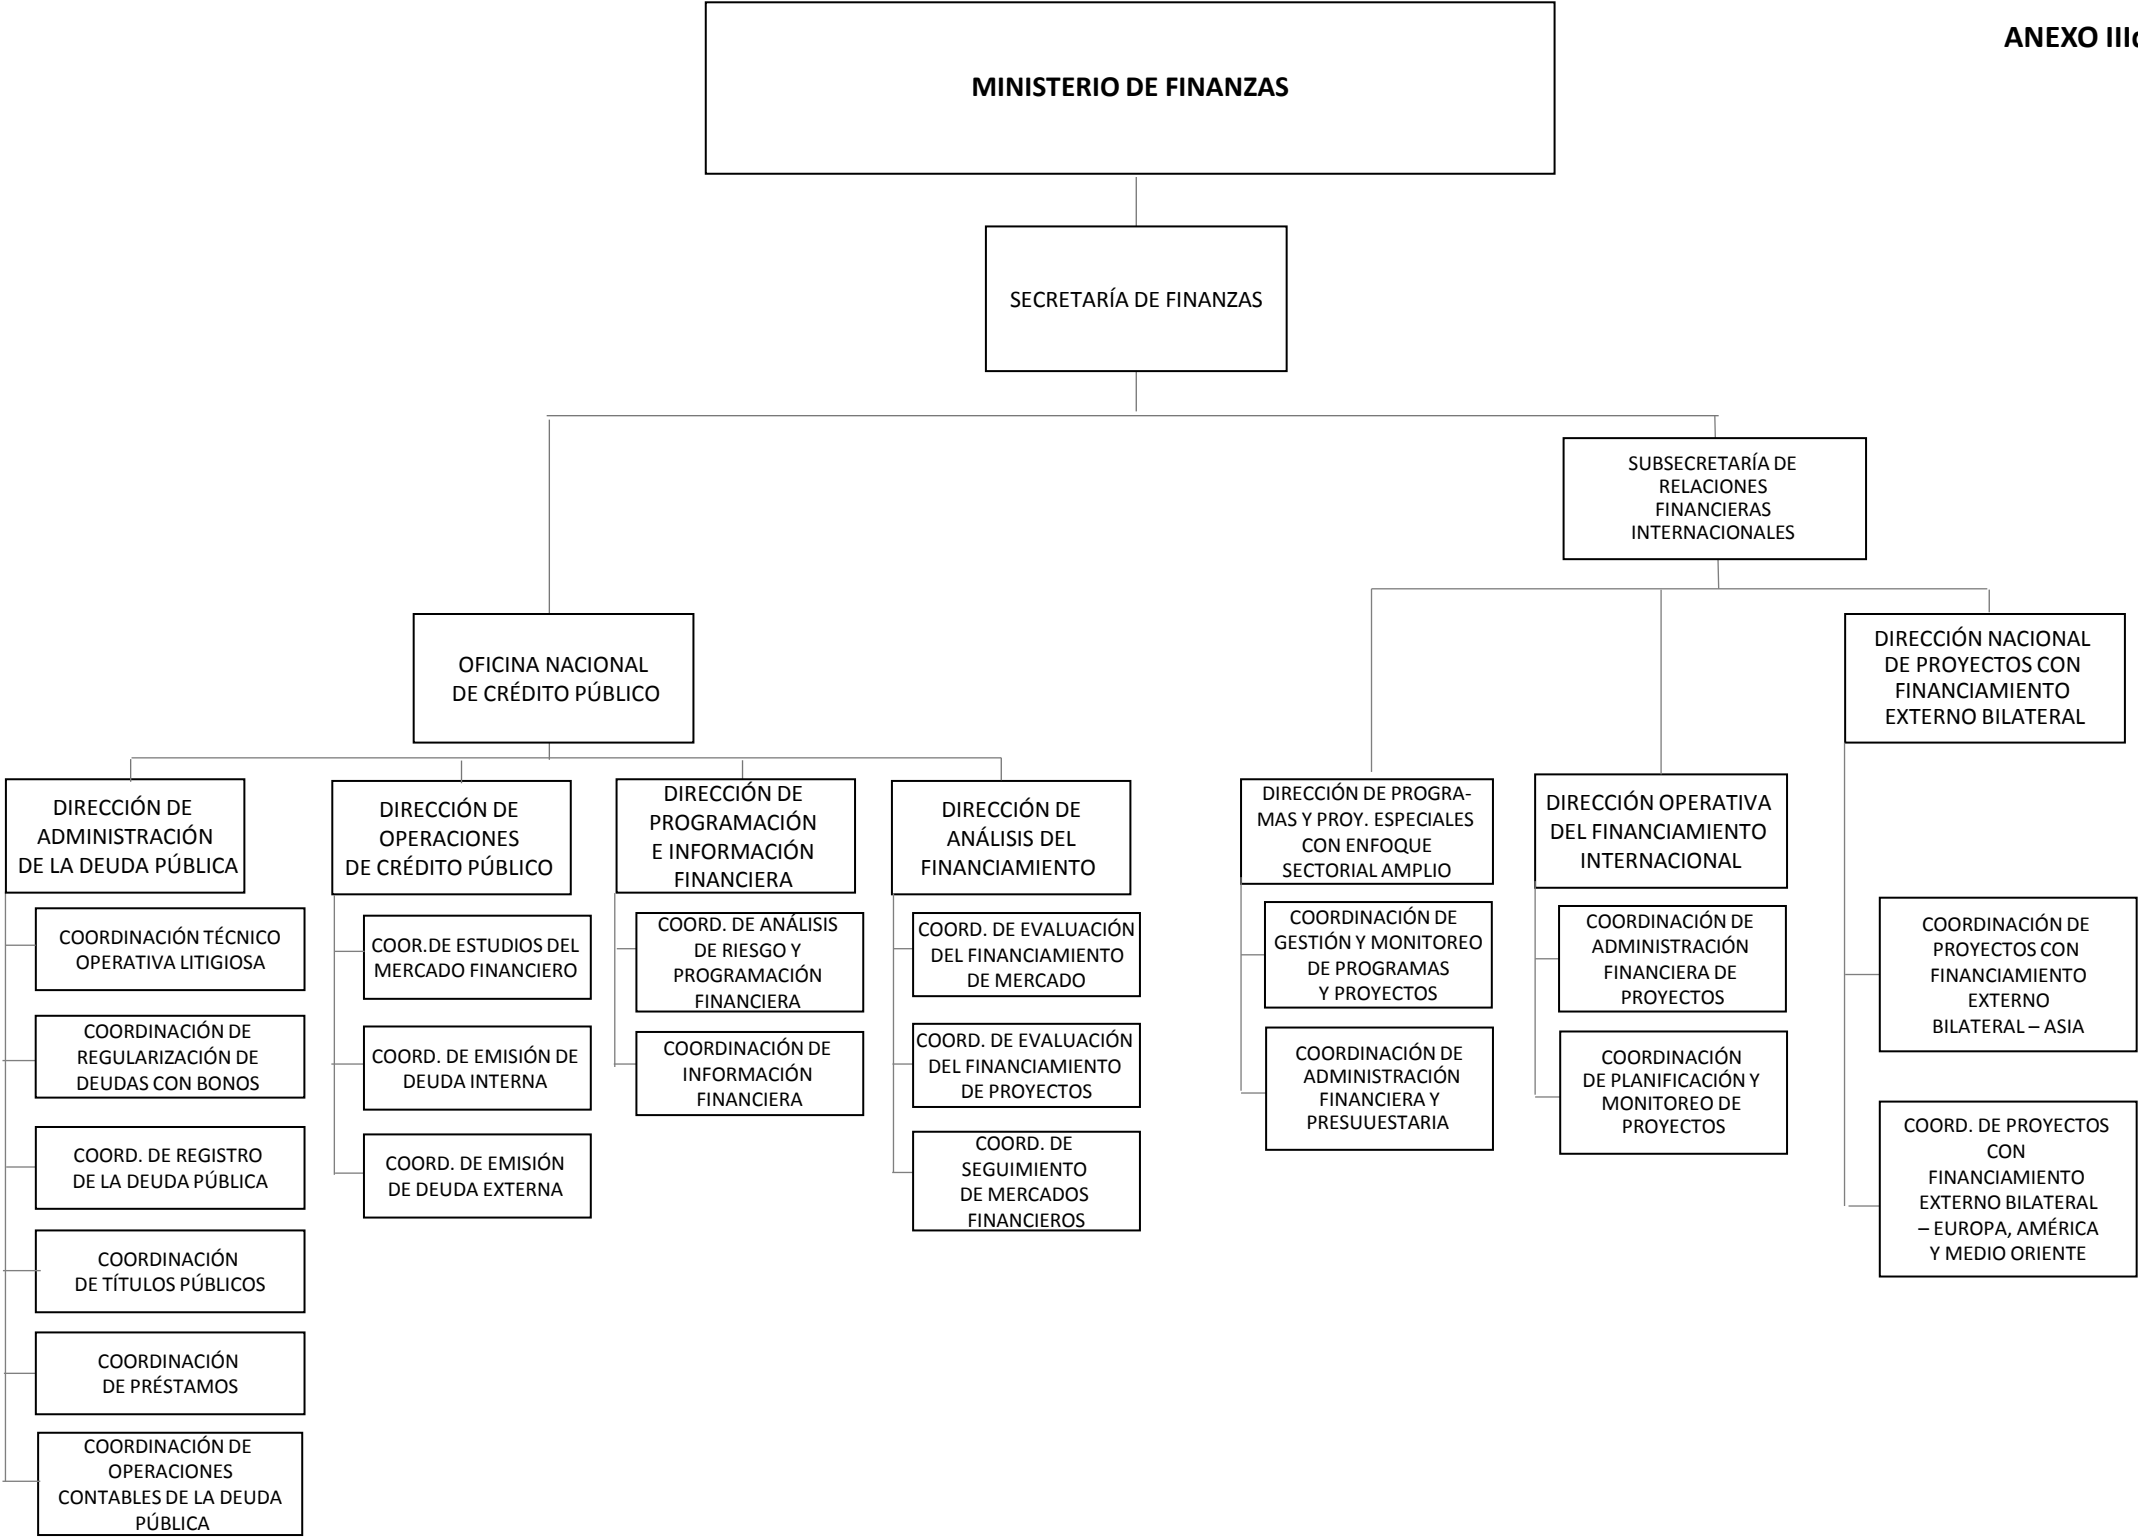 ANEXO III
MINISTERIO DE FINANZAS
SECRETARÍA DE FINANZAS
SUBSECRETARÍA DE
RELACIONES
FINANCIERAS
INTERNACIONALES
OFICINA NACIONAL
DE CRÉDITO PÚBLICO
DIRECCIÓN NACIONAL
DE PROYECTOS CON
FINANCIAMIENTO
EXTERNO BILATERAL
DIRECCIÓN DE
ADMINISTRACIÓN
DE LA DEUDA PÚBLICA
DIRECCIÓN DE
OPERACIONES
DE CRÉDITO PÚBLICO
DIRECCIÓN DE
PROGRAMACIÓN
E INFORMACIÓN
FINANCIERA
DIRECCIÓN DE
ANÁLISIS DEL
FINANCIAMIENTO
DIRECCIÓN DE PROGRA-
MAS Y PROY. ESPECIALES
CON ENFOQUE
SECTORIAL AMPLIO
DIRECCIÓN OPERATIVA
DEL FINANCIAMIENTO
INTERNACIONAL
COORDINACIÓN TÉCNICO
OPERATIVA LITIGIOSA
COORDINACIÓN DE
REGULARIZACIÓN DE
DEUDAS CON BONOS
COORD. DE REGISTRO
DE LA DEUDA PÚBLICA
COORDINACIÓN
DE TÍTULOS PÚBLICOS
COORDINACIÓN
DE PRÉSTAMOS
COORDINACIÓN DE
OPERACIONES
CONTABLES DE LA DEUDA
PÚBLICA
COOR.DE ESTUDIOS DEL
MERCADO FINANCIERO
COORD. DE EMISIÓN DE
DEUDA INTERNA
COORD. DE EMISIÓN
DE DEUDA EXTERNA
COORD. DE ANÁLISIS
DE RIESGO Y
PROGRAMACIÓN
FINANCIERA
COORDINACIÓN DE
INFORMACIÓN
FINANCIERA
COORD. DE EVALUACIÓN
DEL FINANCIAMIENTO
DE MERCADO
COORD. DE EVALUACIÓN
DEL FINANCIAMIENTO
DE PROYECTOS
COORD. DE
SEGUIMIENTO
DE MERCADOS
FINANCIEROS
COORDINACIÓN DE
GESTIÓN Y MONITOREO
DE PROGRAMAS
Y PROYECTOS
COORDINACIÓN DE
ADMINISTRACIÓN
FINANCIERA Y
PRESUUESTARIA
COORDINACIÓN DE
ADMINISTRACIÓN
FINANCIERA DE
PROYECTOS
COORDINACIÓN
DE PLANIFICACIÓN Y
MONITOREO DE
PROYECTOS
COORDINACIÓN DE
PROYECTOS CON
FINANCIAMIENTO
EXTERNO
BILATERAL – ASIA
COORD. DE PROYECTOS
CON
FINANCIAMIENTO
EXTERNO BILATERAL
– EUROPA, AMÉRICA
Y MEDIO ORIENTE